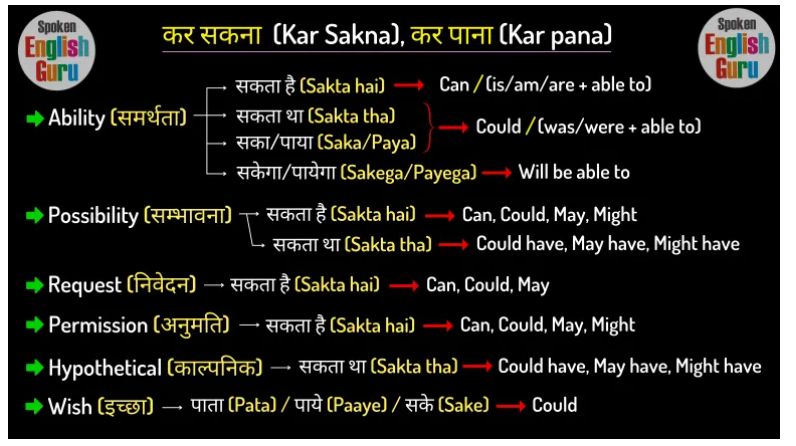 Spoken
English
Guru
कर सकना (Kar Sakna), कर पाना (Kar pana)
Spoken
English
Guru
Ability (समर्थता)
सकता है (Sakta hai) → Can / (is/am/are + able to)
सकता था (Sakta tha)
सका/पाया (Saka/Paya)
→ Could / (was/were + able to)
सकेगा/पायेगा (Sakega/Payega) → Will be able to
Possibility (सम्भावना)
सकता है (Sakta hai) → Can, Could, May, Might
सकता था (Sakta tha) → Could have, May have, Might have
Request (निवेदन) → सकता है (Sakta hai) → Can, Could, May
Permission (अनुमति) → सकता है (Sakta hai) → Can, Could, May, Might
Hypothetical (काल्पनिक) → सकता था (Sakta tha) → Could have, May have, Might have
Wish (इच्छा) → पाता (Pata) / पाये (Paaye) / सके (Sake) → Could